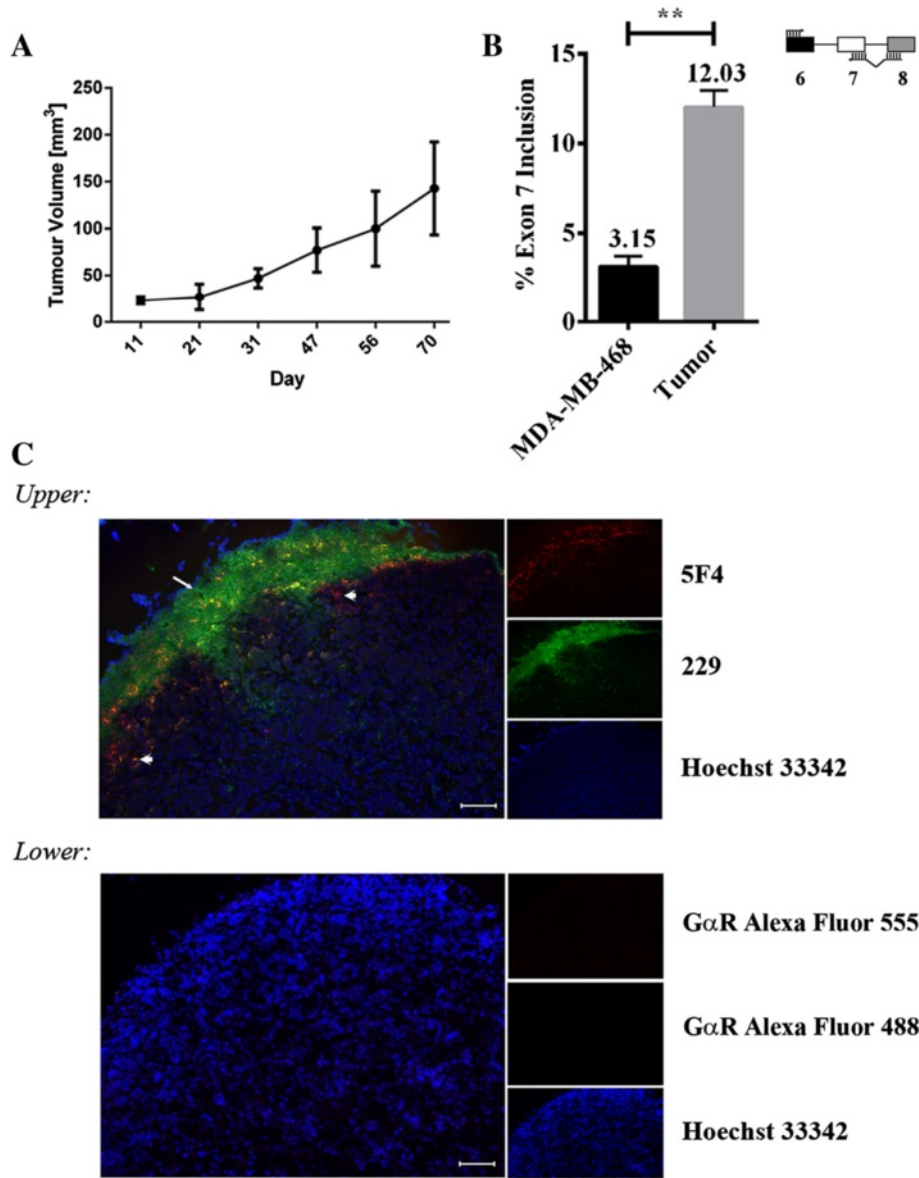 A
Tumour Volume [mm³]
250
200
150
100
50
0
11
21
31
47
56
70
Day
B
% Exon 7 Inclusion
15
10
5
0
**
3.15
12.03
MDA-MB-468
Tumor
6
7
8
C
Upper:
5F4
229
Hoechst 33342
Lower:
GαR Alexa Fluor 555
GαR Alexa Fluor 488
Hoechst 33342